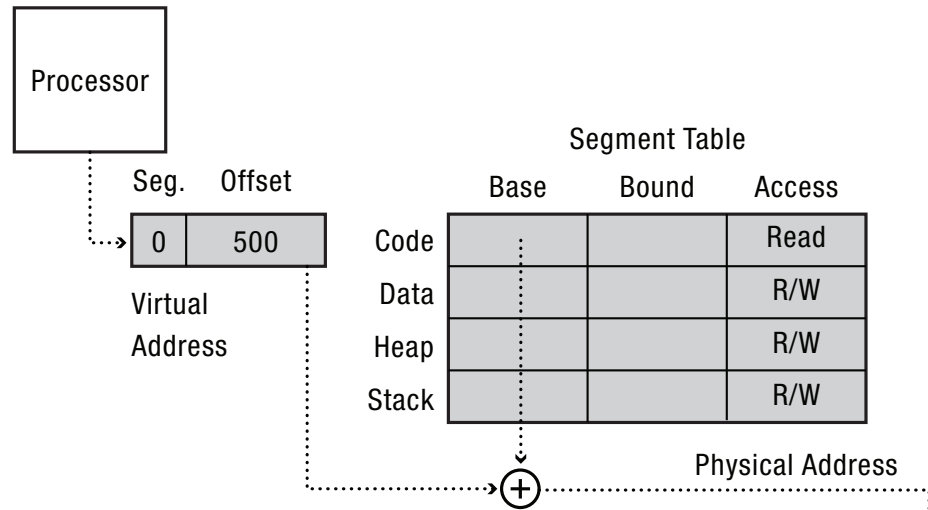 Processor
Segment Table
Seg. Offset
Base Bound Access
0 500
Code Read
Data R/W
Virtual
Address
Heap R/W
Stack R/W
Physical Address